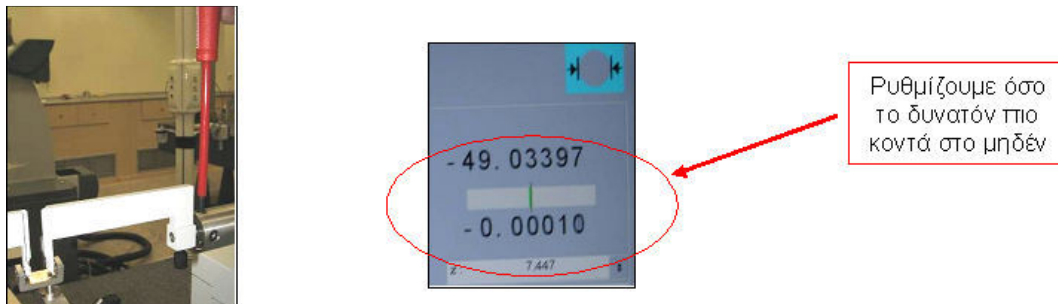 Ρυθμίζουμε όσο
το δυνατόν πιο
κοντά στο μηδέν
-49.03397
-0.00010
z 7.447